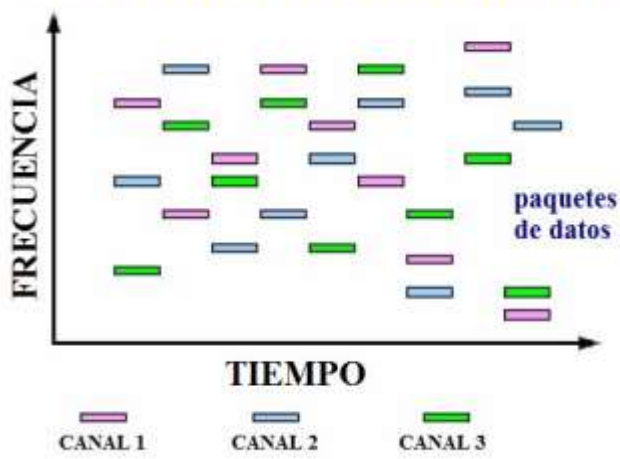 FRECUENCIA
paquetes
de datos
TIEMPO
CANAL 1
CANAL 2
CANAL 3